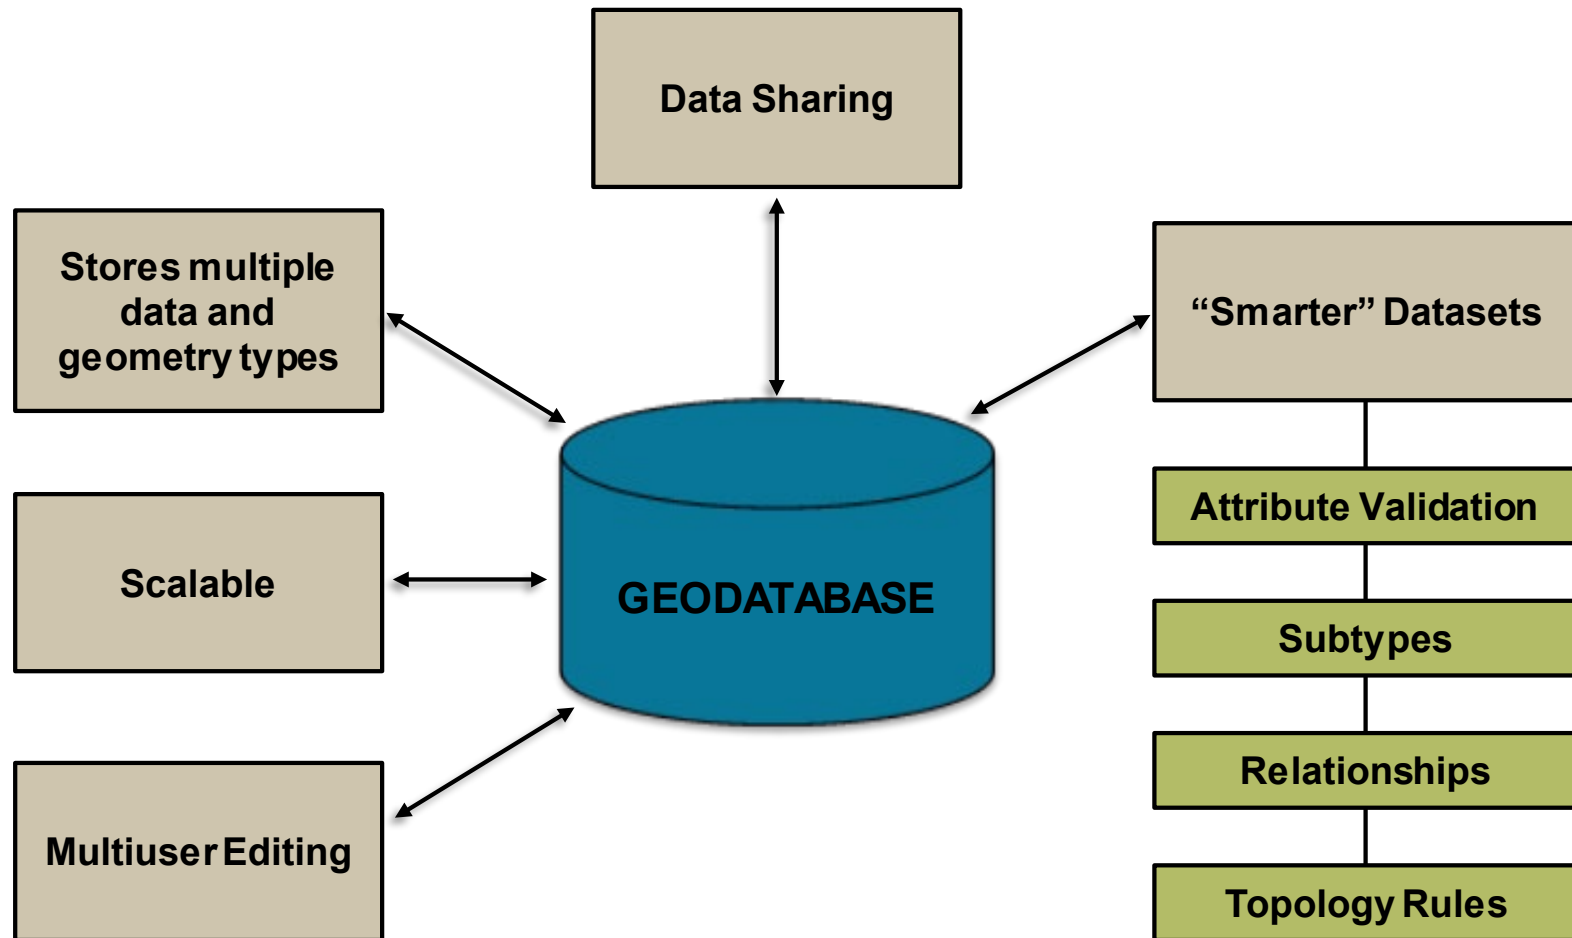 Data Sharing
Stores multiple
data and
geometry types
“Smarter” Datasets
Attribute Validation
Scalable
GEODATABASE
Subtypes
Relationships
Multiuser Editing
Topology Rules